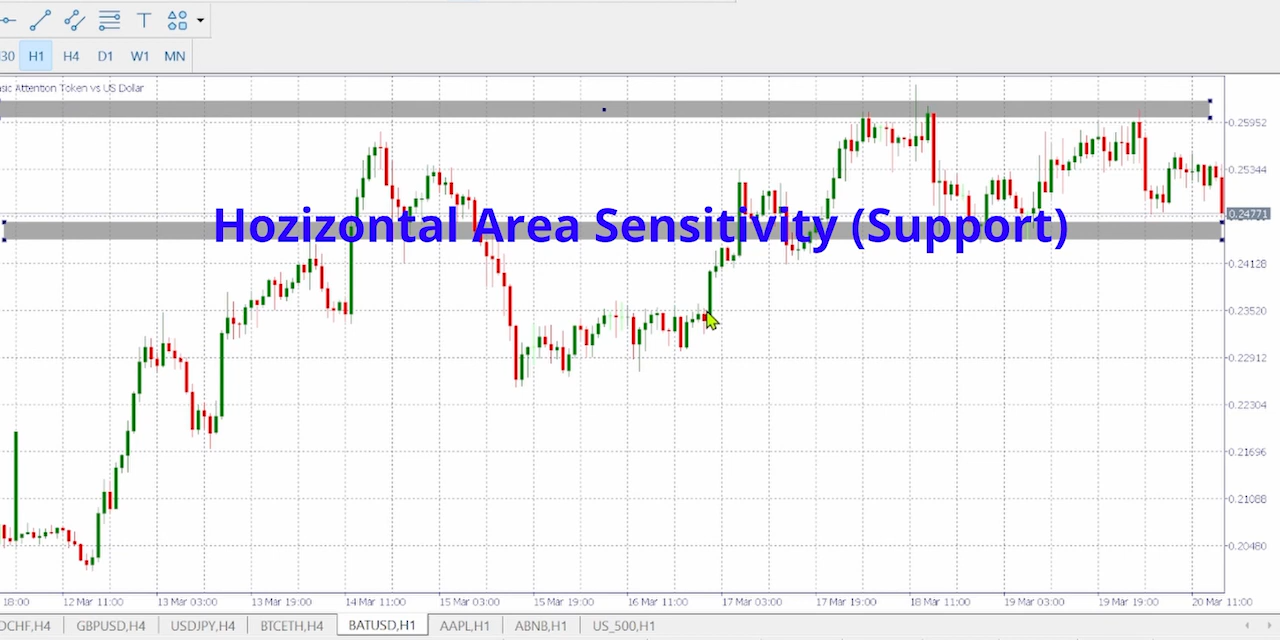 T
30 H1 H4 D1 W1 MN
sic Attention Token vs US Dollar
0.25952
0.25344
Hozizontal Area Sensitivity (Support)
0.24771
0.24128
0.23520
0.22912
0.22304
0.21696
0.21088
0.20480
18:00 12 Mar 11:00 13 Mar 03:00 13 Mar 19:00 14 Mar 11:00 15 Mar 03:00 15 Mar 19:00 16 Mar 11:00 17 Mar 03:00 17 Mar 19:00 18 Mar 11:00 19 Mar 03:00 19 Mar 19:00 20 Mar 11:00
DCHF,H4 GBPUSD,H4 USDJPY,H4 BTCETH,H4 BATUSD,H1 AAPL,H1 ABNB,H1 US_500,H1